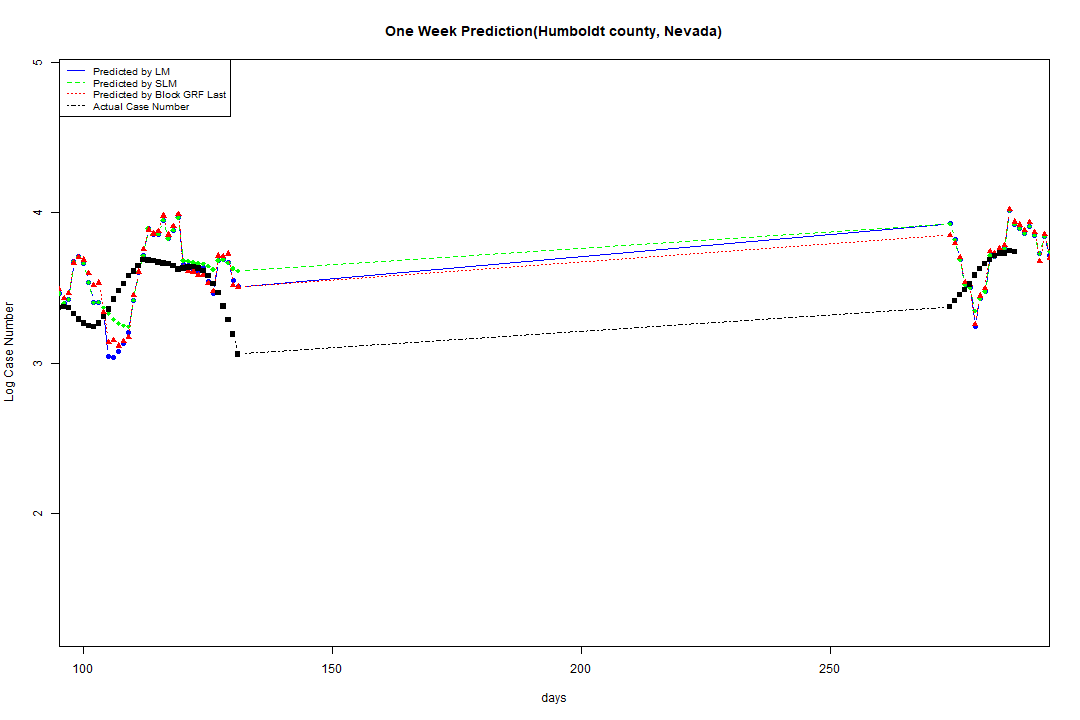 One Week Prediction(Humboldt county, Nevada)
Predicted by LM
Predicted by SLM
Predicted by Block GRF Last
Actual Case Number
5
4
3
2
Log Case Number
100
150
200
250
days